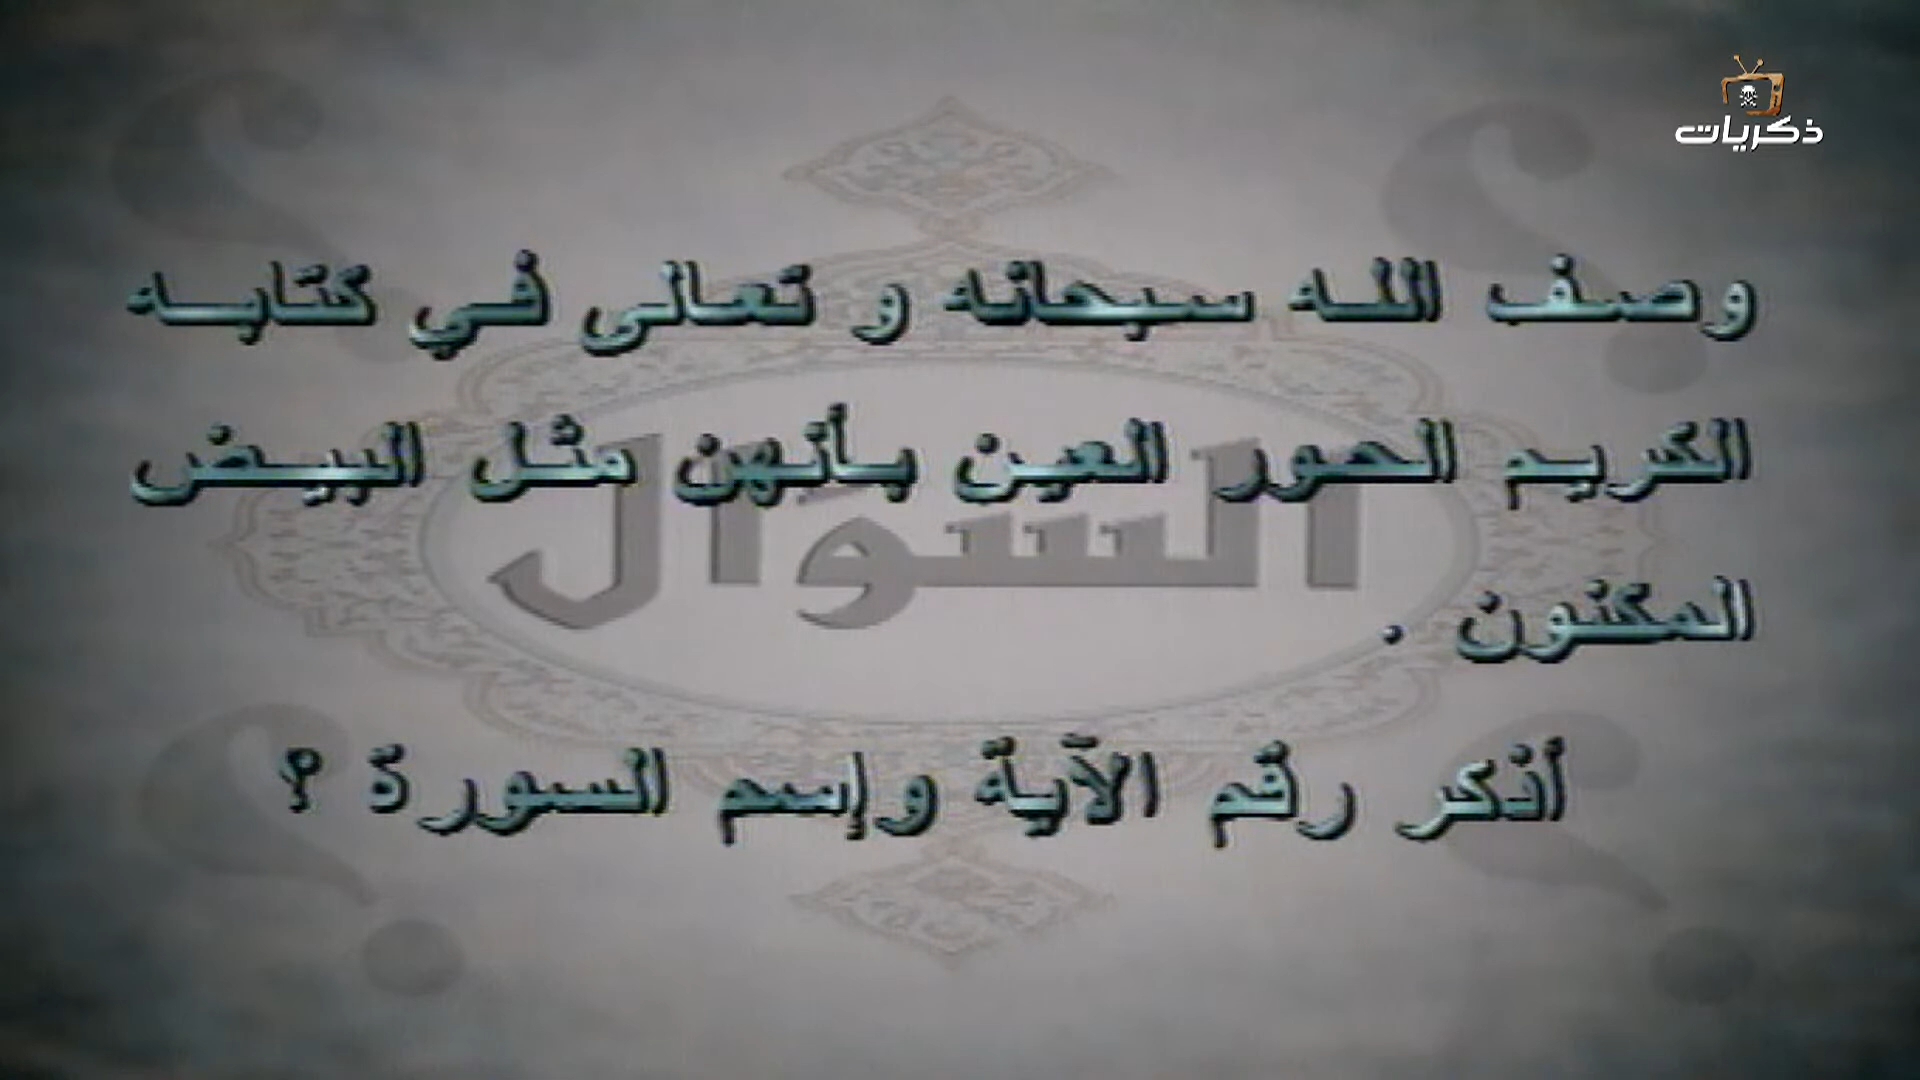 ذكريات
وصف الله سبحانه و تعالى في كتابه
الكريم الحور العين بأنهن مثل البيض
المكنون .
أذكر رقم الآية وإسم السورة ؟
السؤال